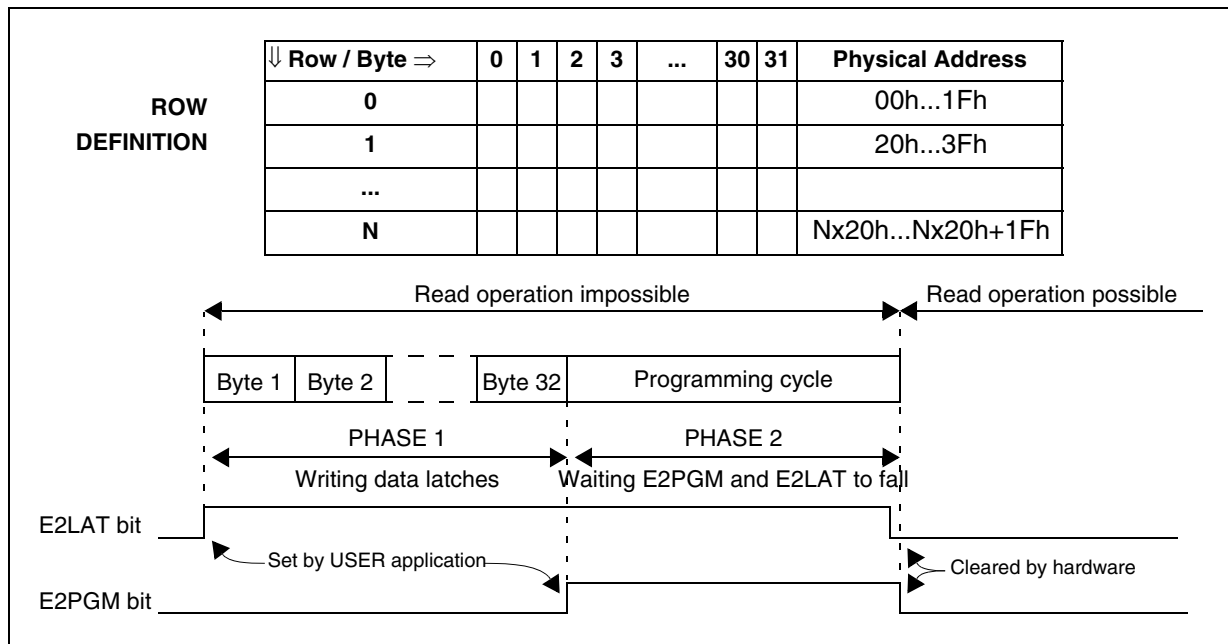 ⇓ Row / Byte ⇒ 0 1 2 3 ... 30 31 Physical Address
ROW DEFINITION
0 00h...1Fh
1 20h...3Fh
...
N Nx20h...Nx20h+1Fh
Read operation impossible Read operation possible
Byte 1 Byte 2 Byte 32 Programming cycle
PHASE 1 PHASE 2
Writing data latches Waiting E2PGM and E2LAT to fall
E2LAT bit
Set by USER application Cleared by hardware
E2PGM bit